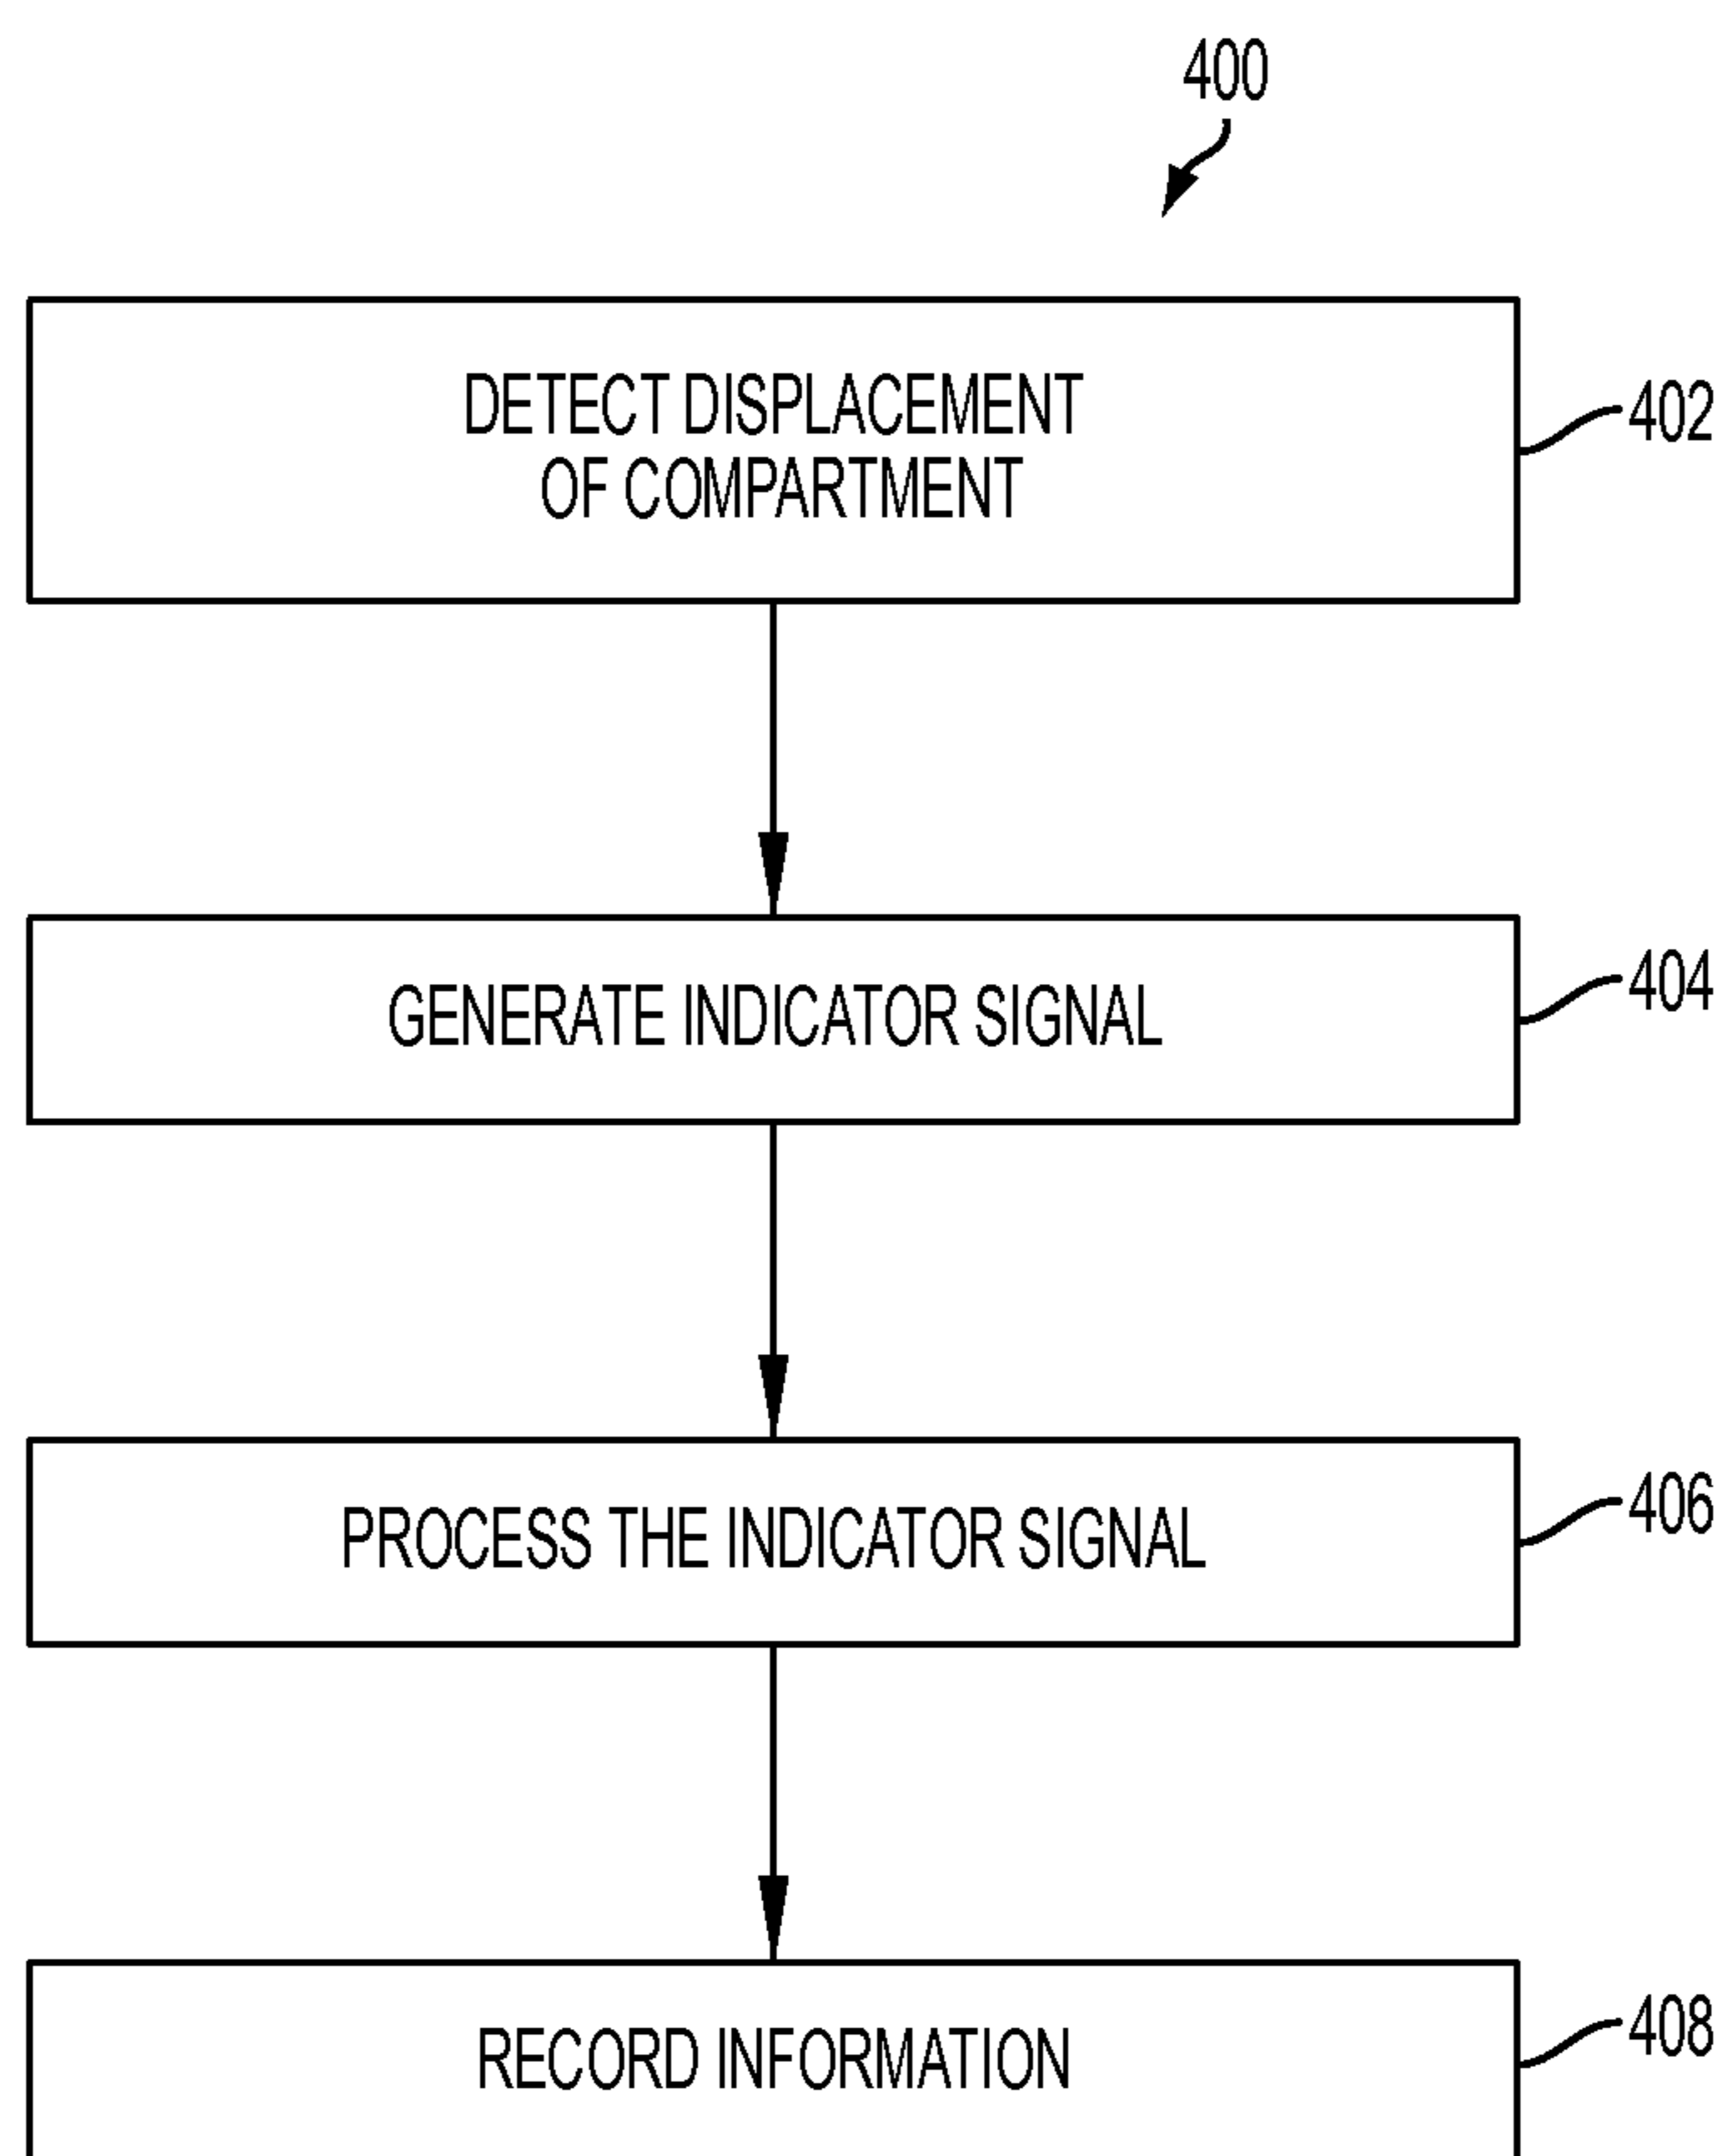 400
DETECT DISPLACEMENT
OF COMPARTMENT
402
GENERATE INDICATOR SIGNAL
404
PROCESS THE INDICATOR SIGNAL
406
RECORD INFORMATION
408